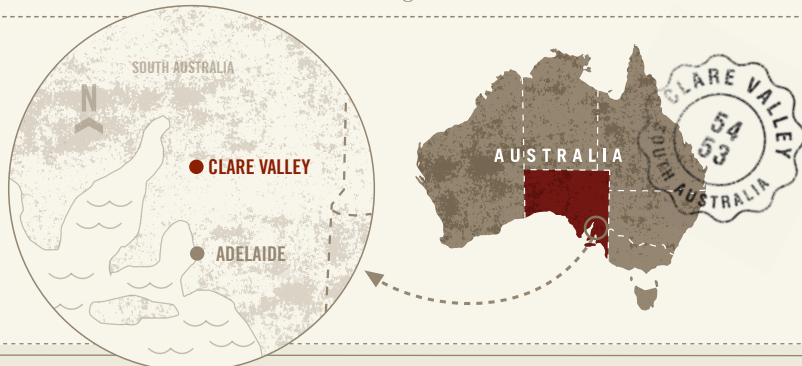 SOUTH AUSTRALIA
N
CLARE VALLEY
ADELAIDE
AUSTRALIA
CLARE VALLEY
54
53
SOUTH AUSTRALIA